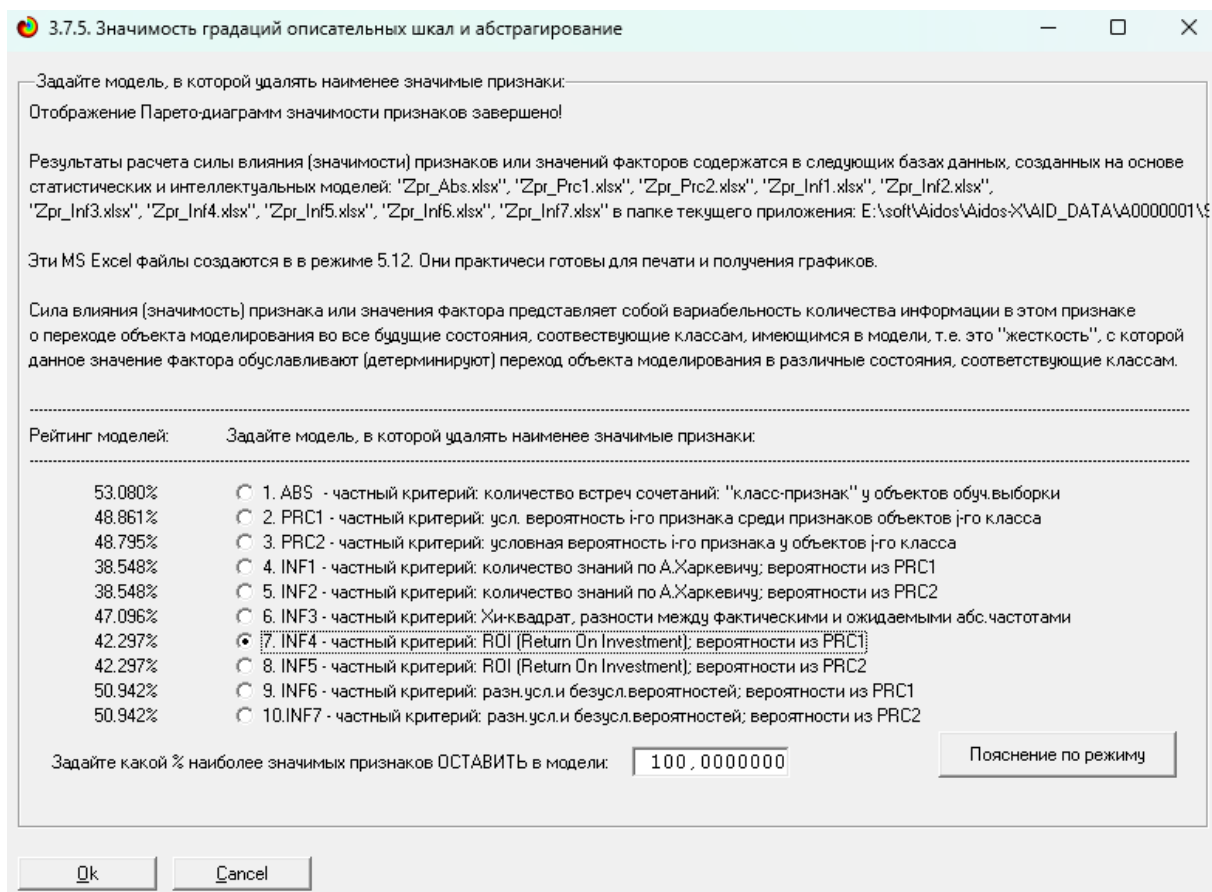 3.7.5. Значимость градаций описательных шкал и абстрагирование
Задайте модель, в которой удалять наименее значимые признаки:
Отображение Парето-диаграмм значимости признаков завершено!
Результаты расчета силы влияния (значимости) признаков или значений факторов содержатся в следующих базах данных, созданных на основе
статистических и интеллектуальных моделей: "Zpr_Abs.xlsx", "Zpr_Prc1.xlsx", "Zpr_Prc2.xlsx", "Zpr_Inf1.xlsx", "Zpr_Inf2.xlsx",
"Zpr_Inf3.xlsx", "Zpr_Inf4.xlsx", "Zpr_Inf5.xlsx", "Zpr_Inf6.xlsx", "Zpr_Inf7.xlsx" в папке текущего приложения: E:\soft\Aidos\Aidos-X\AID_DATA\A0000001\
Эти MS Excel файлы создаются в в режиме 5.12. Они практичеси готовы для печати и получения графиков.
Сила влияния (значимость) признака или значения фактора представляет собой вариабельность количества информации в этом признаке
о переходе объекта моделирования во все будущие состояния, соотвествующие классам, имеющимся в модели, т.е. это "жесткость", с которой
данное значение фактора обуславливают (детерминируют) переход объекта моделирования в различные состояния, соответствующие классам.
Рейтинг моделей: Задайте модель, в которой удалять наименее значимые признаки:
53.080% 1. ABS - частный критерий: количество встреч сочетаний: "класс-признак" у объектов обуч.выборки
48.861% 2. PRC1 - частный критерий: усл. вероятность i-го признака среди признаков объектов j-го класса
48.795% 3. PRC2 - частный критерий: условная вероятность i-го признака у объектов j-го класса
38.548% 4. INF1 - частный критерий: количество знаний по А.Харкевичу; вероятности из PRC1
38.548% 5. INF2 - частный критерий: количество знаний по А.Харкевичу; вероятности из PRC2
47.096% 6. INF3 - частный критерий: Хи-квадрат, разности между фактическими и ожидаемыми абс.частотами
42.297% 7. INF4 - частный критерий: ROI (Return On Investment); вероятности из PRC1
42.297% 8. INF5 - частный критерий: ROI (Return On Investment); вероятности из PRC2
50.942% 9. INF6 - частный критерий: разн.усл.и безусл.вероятностей; вероятности из PRC1
50.942% 10.INF7 - частный критерий: разн.усл.и безусл.вероятностей; вероятности из PRC2
Задайте какой % наиболее значимых признаков ОСТАВИТЬ в модели: 100,0000000
Пояснение по режиму
Ok Cancel